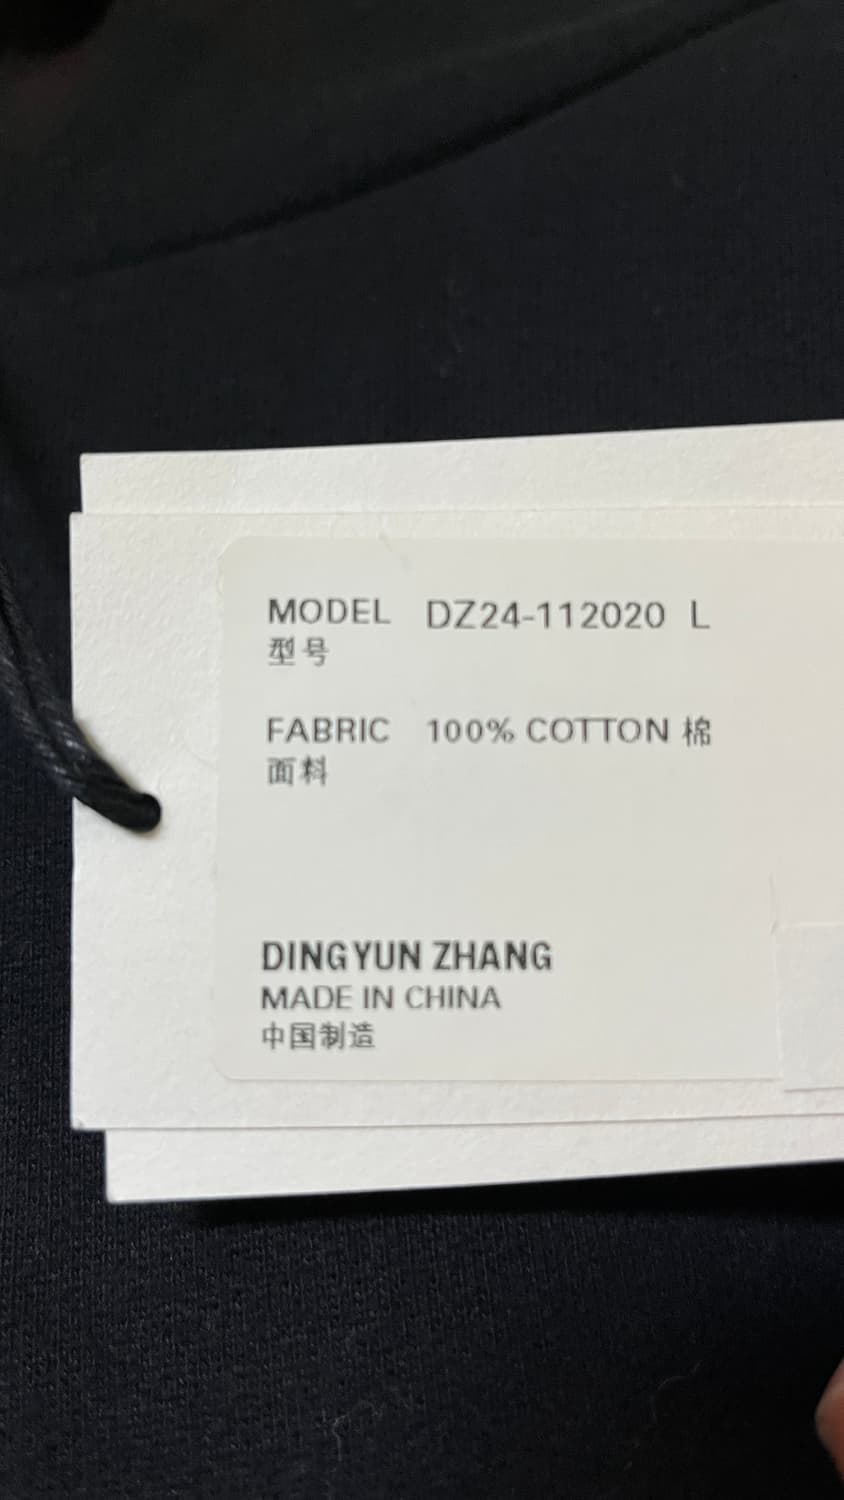 MODEL DZ24-112020 L
型号
FABRIC 100% COTTON 棉
面料
DINGYUN ZHANG
MADE IN CHINA
中国制造